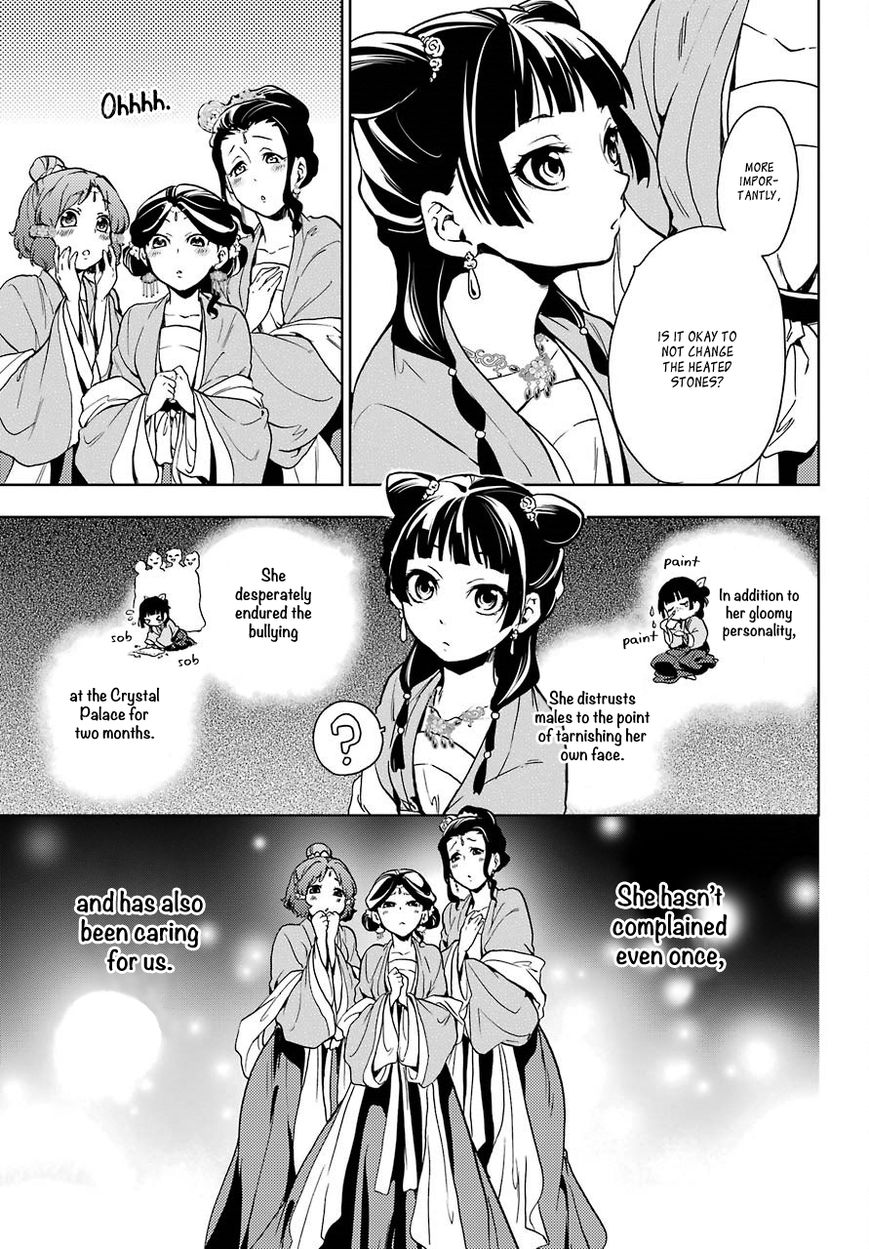 MORE
IMPOR-
TANTLY,
IS IT OKAY TO
NOT CHANGE
THE HEATED
STONES?
Ohhhh.
paint
paint
In addition to
her gloomy
personality,
She distrusts
males to the point
of tarnishing her
own face.
?
She
desperately
endured the
bullying
sob
sob
at the Crystal
Palace for
two months.
She hasn't
complained
even once,
and has also
been caring
for us.